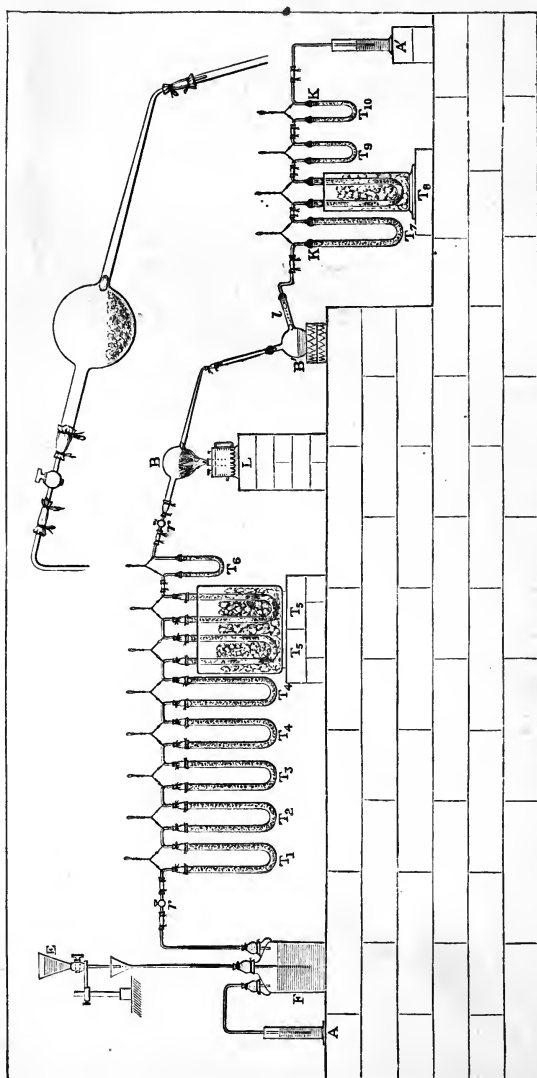 E
F
A
r
T₁
T₂
T₃
T₄
T₄
T₅
T₅
T₆
r'
B
L
B'
l
K
T₇
T₈
T₉
T₁₀
K
A'